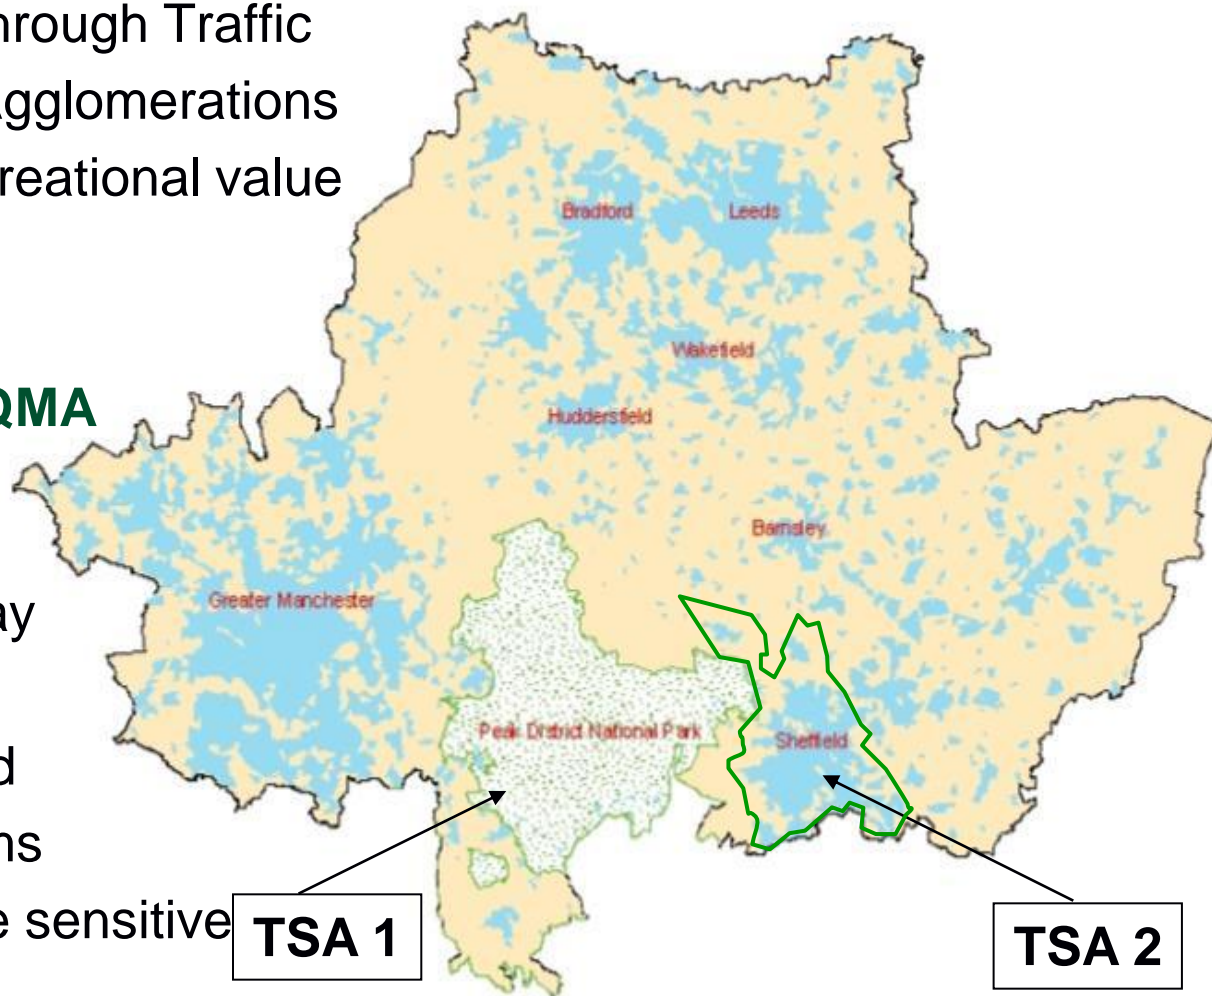 hrough Traffic
Agglomerations
reational value
QMA
ay
d
ns
e sensitive
Bradford
Leeds
Wakefield
Huddersfield
Barnsley
Greater Manchester
Peak District National Park
Sheffield
TSA 1
TSA 2